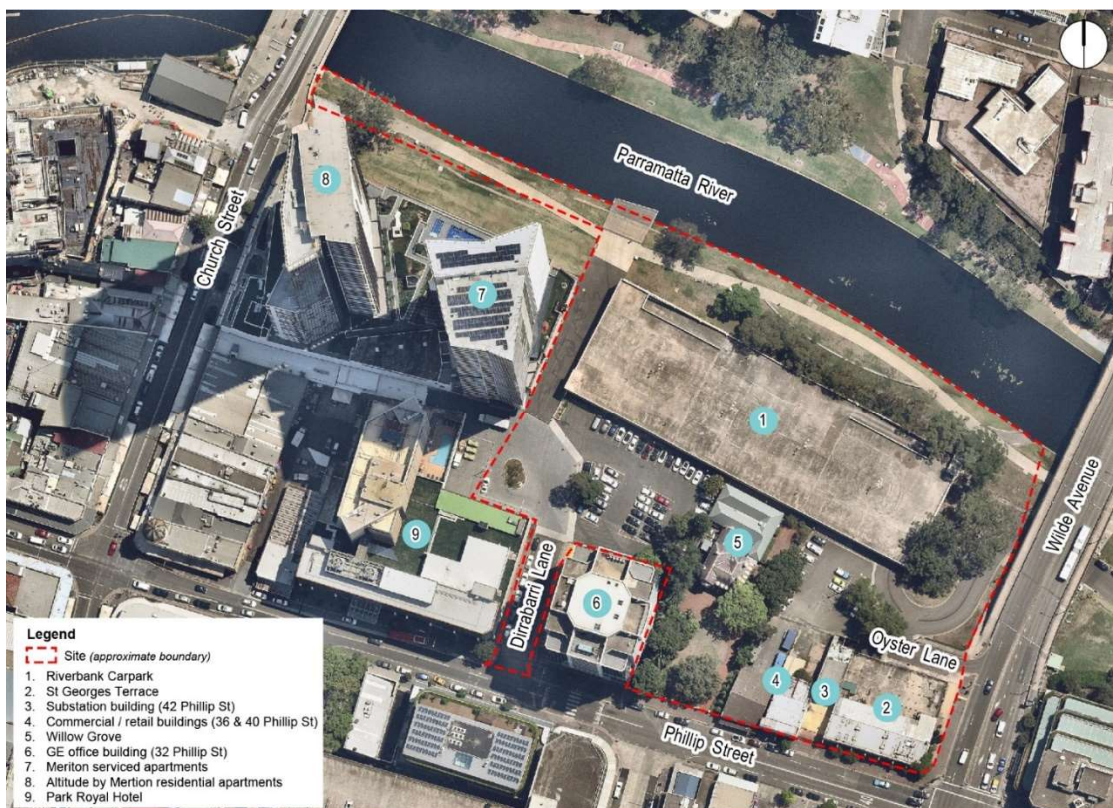 8
Church Street
Parramatta River
7
1
Wide Avenue
9
Dirrabarri Lane
6
5
Oyster Lane
4
3
2
Phillip Street
Legend
Site (approximate boundary)
1. Riverbank Carpark
2. St Georges Terrace
3. Substation building (42 Phillip St)
4. Commercial / retail buildings (36 & 40 Phillip St)
5. Willow Grove
6. GE office building (32 Phillip St)
7. Meriton serviced apartments
8. Altitude by Mertion residential apartments
9. Park Royal Hotel